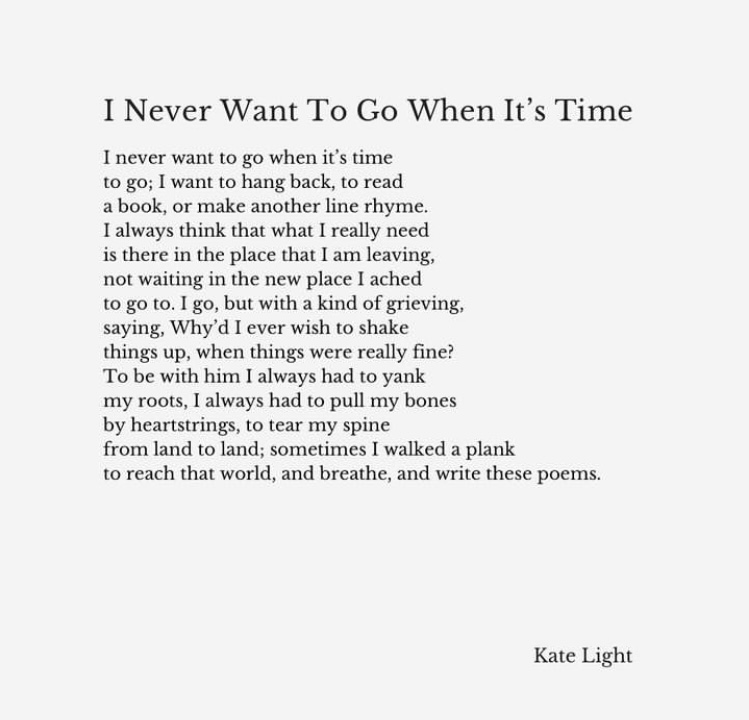 I Never Want To Go When It’s Time
I never want to go when it’s time
to go; I want to hang back, to read
a book, or make another line rhyme.
I always think that what I really need
is there in the place that I am leaving,
not waiting in the new place I ached
to go to. I go, but with a kind of grieving,
saying, Why’d I ever wish to shake
things up, when things were really fine?
To be with him I always had to yank
my roots, I always had to pull my bones
by heartstrings, to tear my spine
from land to land; sometimes I walked a plank
to reach that world, and breathe, and write these poems.
Kate Light